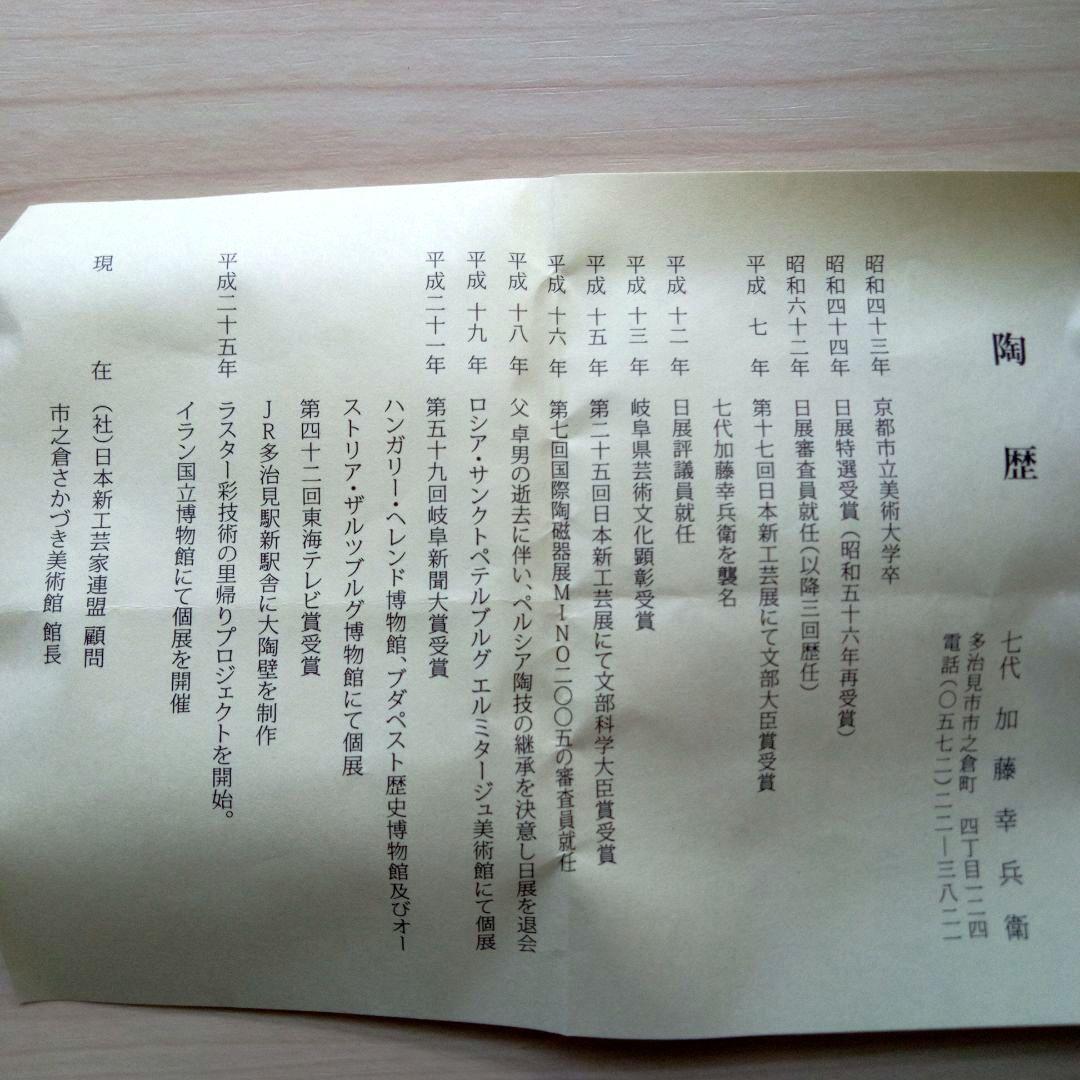 陶歴
七代 加藤幸兵衛
多治見市市之倉町 四丁目一二四
電話(〇五七二)二二ー三八二一
昭和四十三年 京都市立美術大学卒
昭和四十四年 日展特選受賞(昭和五十六年再受賞)
昭和六十二年 日展審査員就任(以降三回歴任)
平成 七 年 第十七回日本新工芸展にて文部大臣賞受賞
七代加藤幸兵衛を襲名
平成 十二 年 日展評議員就任
平成 十三 年 岐阜県芸術文化顕彰受賞
平成 十五 年 第二十五回日本新工芸展にて文部科学大臣賞受賞
平成 十六 年 第七回国際陶磁器展MINO二〇〇五の審査員就任
平成 十八 年 父 卓男の逝去に伴い、ペルシア陶技の継承を決意し日展を退会
平成 十九 年 ロシア・サンクトペテルブルグ エルミタージュ美術館にて個展
平成二十一年 第五十九回岐阜新聞大賞受賞
ハンガリー・ヘレンド博物館、ブダペスト歴史博物館及びオー
ストリア・ザルツブルグ博物館にて個展
第四十二回東海テレビ賞受賞
JR多治見駅新駅舎に大陶壁を制作
平成二十五年 ラスター彩技術の里帰りプロジェクトを開始。
イラン国立博物館にて個展を開催
現 在 (社)日本新工芸家連盟 顧問
市之倉さかづき美術館 館長